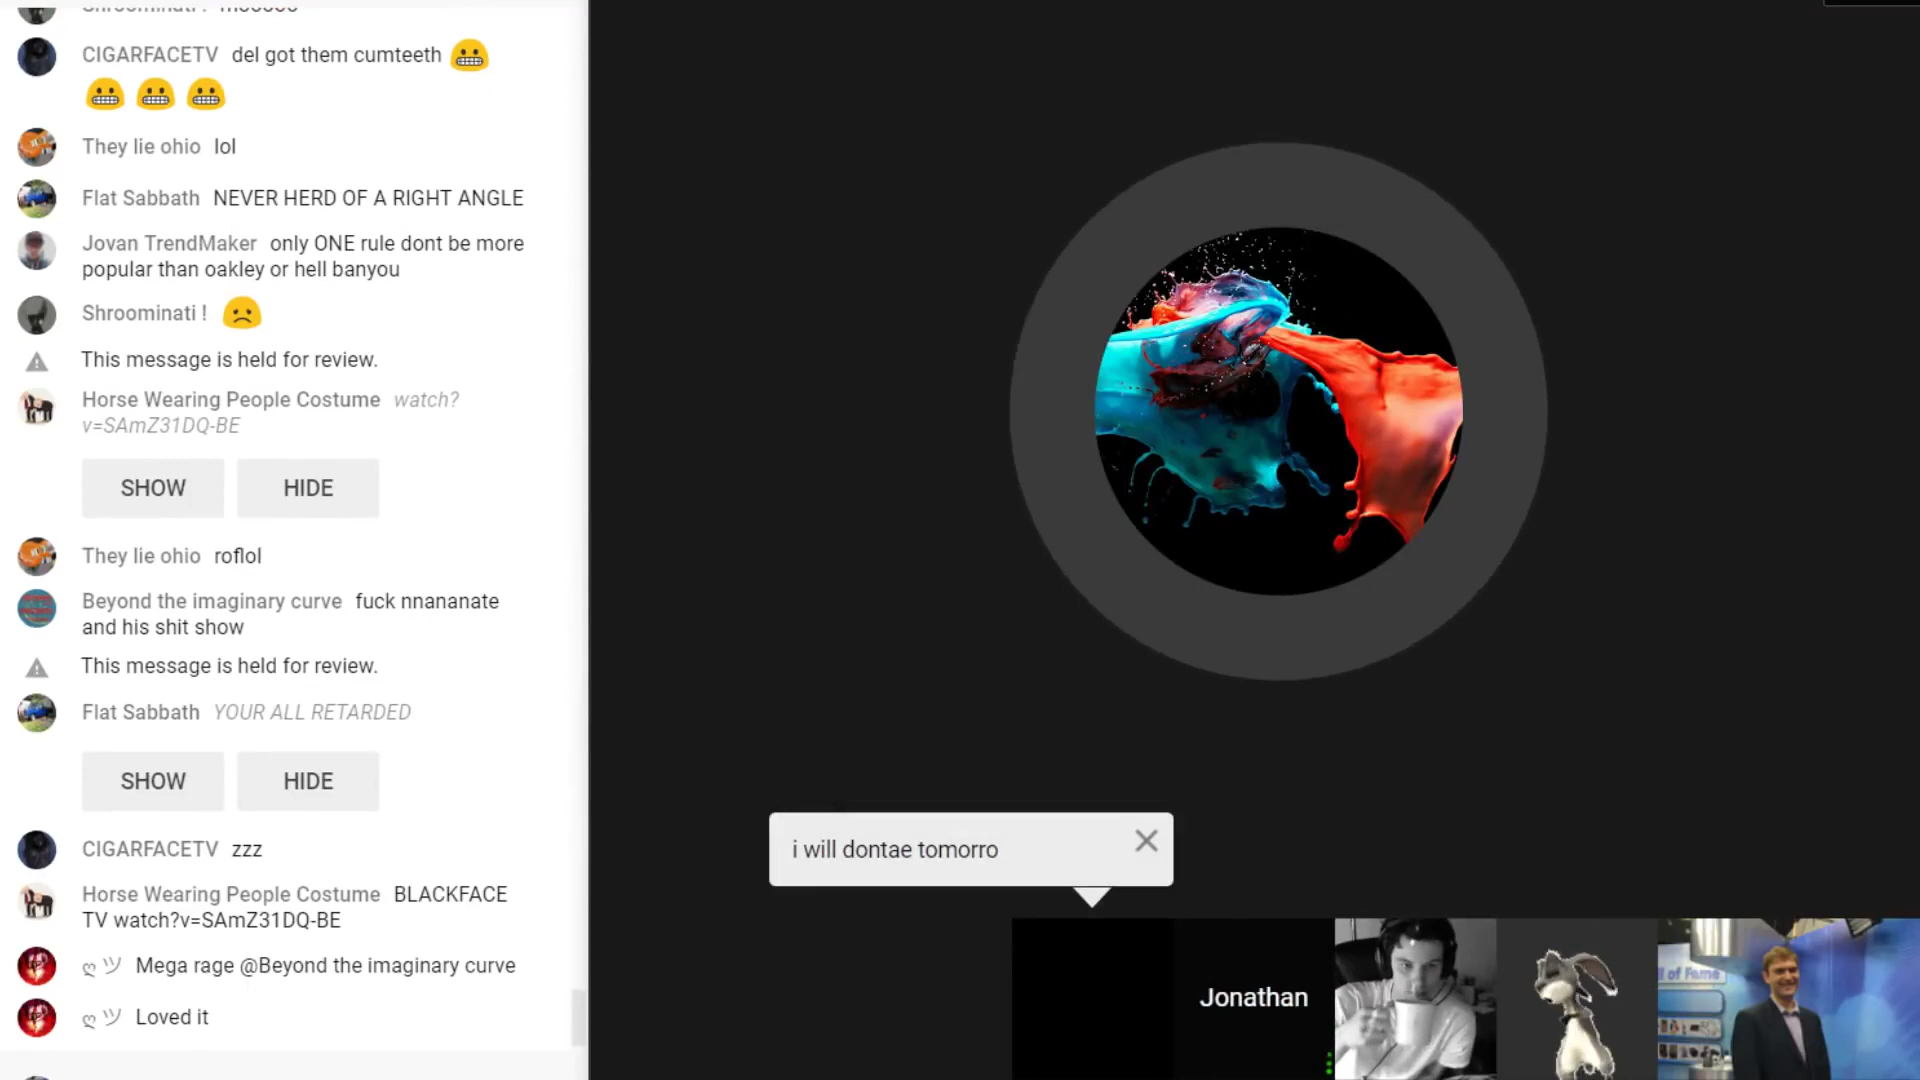 Shroominati !
CIGARFACETV del got them cumteeth
They lie ohio lol
Flat Sabbath NEVER HERD OF A RIGHT ANGLE
Jovan TrendMaker only ONE rule dont be more
popular than oakley or hell banyou
Shroominati !
This message is held for review.
Horse Wearing People Costume watch?
v=SAmZ31DQ-BE
SHOW HIDE
They lie ohio roflol
Beyond the imaginary curve fuck nnananate
and his shit show
This message is held for review.
Flat Sabbath YOUR ALL RETARDED
SHOW HIDE
CIGARFACETV zzz
Horse Wearing People Costume BLACKFACE
TV watch?v=SAmZ31DQ-BE
ღ ツ Mega rage @Beyond the imaginary curve
ღ ツ Loved it
i will dontae tomorro
Jonathan
l of Fame